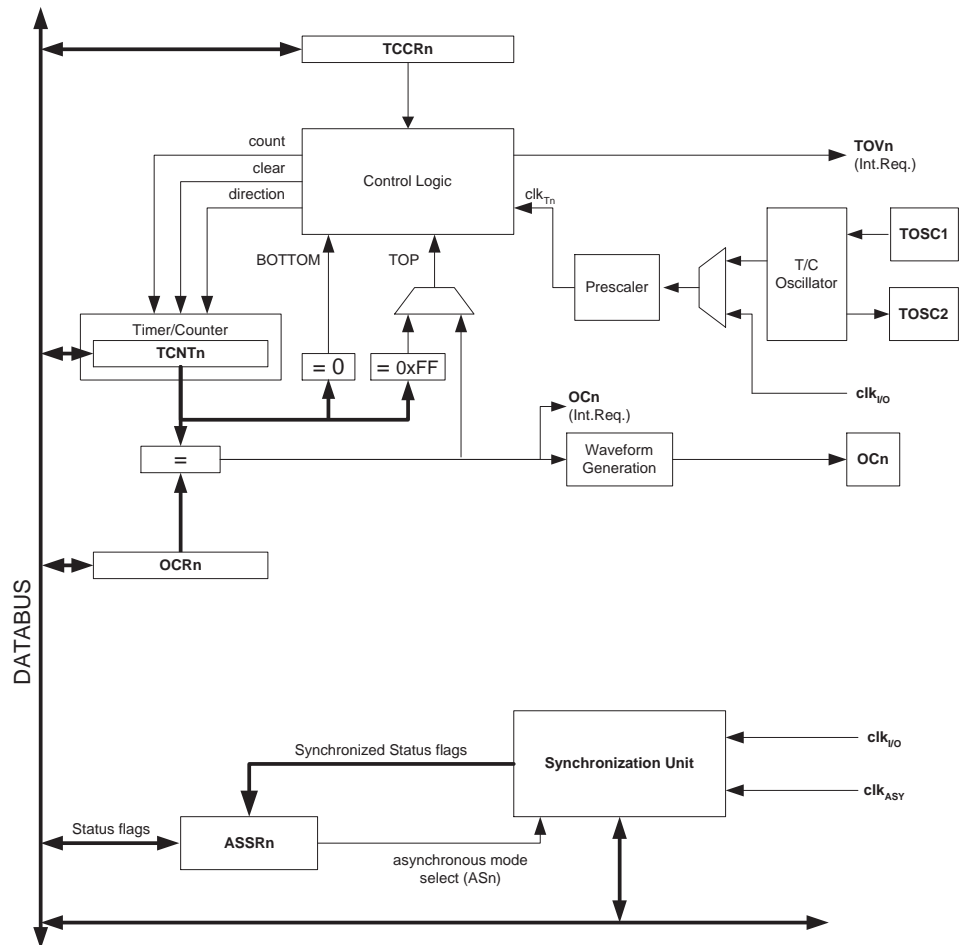 TCCRn
count
clear
direction
Control Logic
TOVn
(Int.Req.)
clkTn
BOTTOM
TOP
Prescaler
T/C
Oscillator
TOSC1
TOSC2
Timer/Counter
TCNTn
= 0
= 0xFF
clkI/O
OCn
(Int.Req.)
=
Waveform
Generation
OCn
OCRn
DATABUS
Synchronized Status flags
Synchronization Unit
clkI/O
clkASY
Status flags
ASSRn
asynchronous mode
select (ASn)